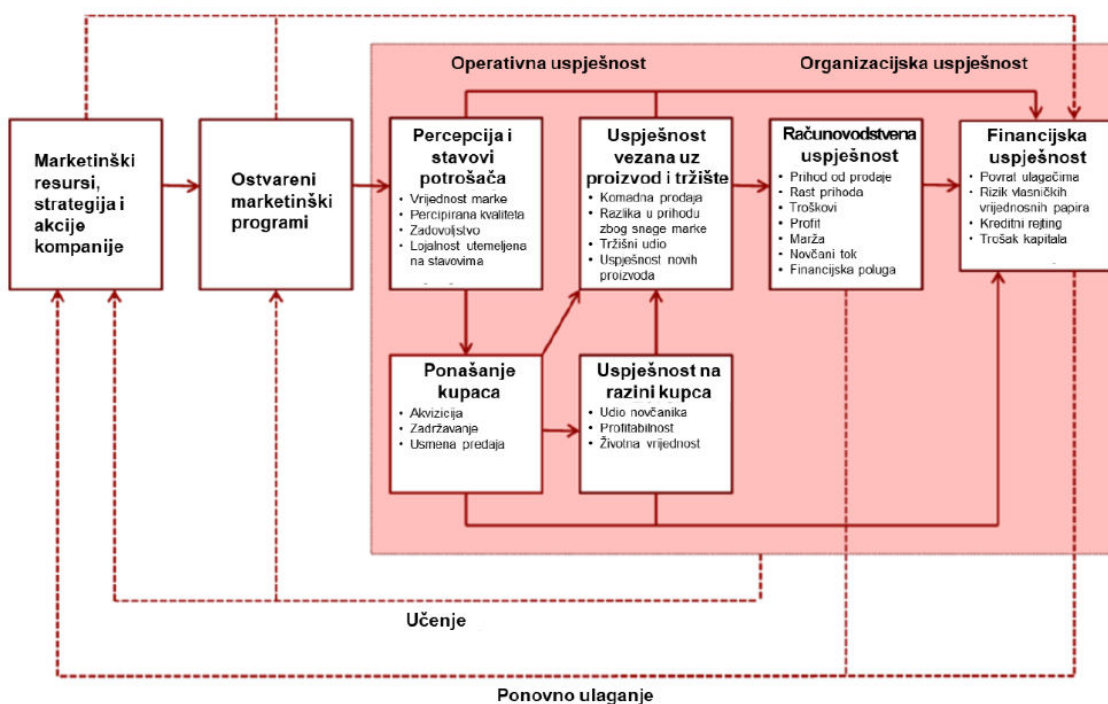 Operativna uspješnost
Organizacijska uspješnost
Marketinški
resursi,
strategija i
akcije
kompanije
Ostvareni
marketinški
programi
Percepcija i
stavovi
potrošača
• Vrijednost marke
• Percipirana kvaliteta
• Zadovoljstvo
• Lojalnost utemeljena
na stavovima
Uspješnost
vezana uz
proizvod i tržište
• Komadna prodaja
• Razlika u prihodu
zbog snage marke
• Tržišni udio
• Uspješnost novih
proizvoda
Računovodstvena
uspješnost
• Prihod od prodaje
• Rast prihoda
• Troškovi
• Profit
• Marža
• Novčani tok
• Financijska poluga
Financijska
uspješnost
• Povrat ulagačima
• Rizik vlasničkih
vrijednosnih papira
• Kreditni rejting
• Trošak kapitala
Ponašanje
kupaca
• Akvizicija
• Zadržavanje
• Usmena predaja
Uspješnost na
razini kupca
• Udio novčanika
• Profitabilnost
• Životna vrijednost
Učenje
Ponovno ulaganje